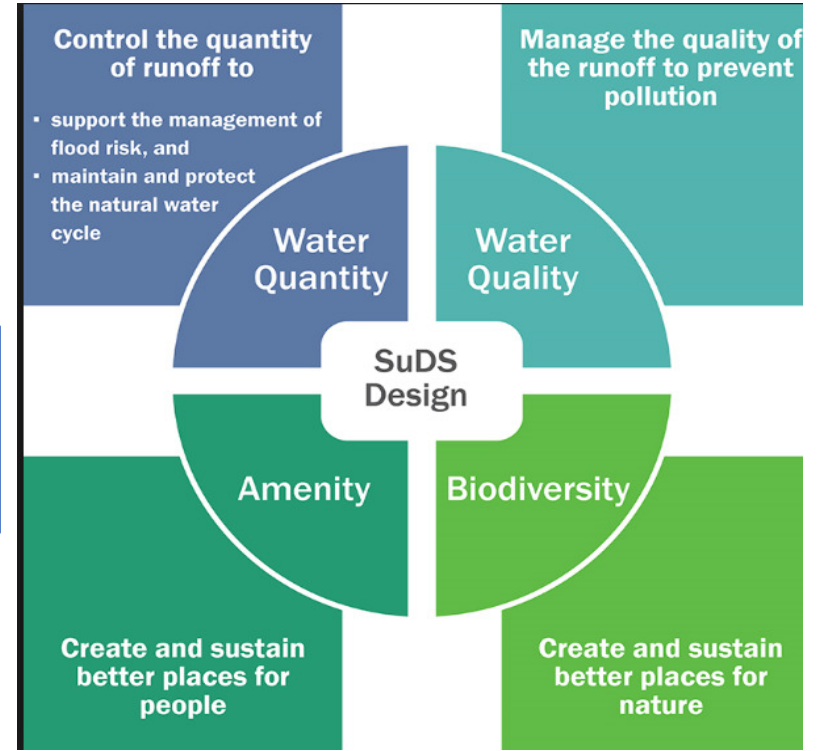 Control the quantity
of runoff to
▪ support the management of
flood risk, and
▪ maintain and protect
the natural water
cycle
Manage the quality of
the runoff to prevent
pollution
Water
Quantity
Water
Quality
SuDS
Design
Amenity
Biodiversity
Create and sustain
better places for
people
Create and sustain
better places for
nature